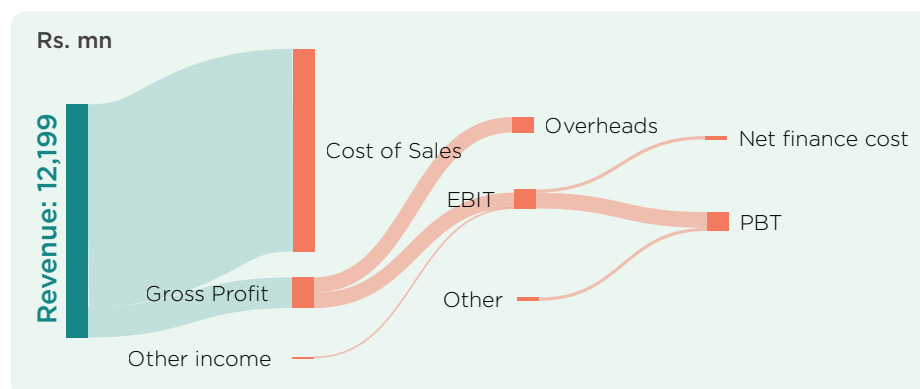 Rs. mn
Revenue: 12,199
Cost of Sales
Overheads
Net finance cost
EBIT
PBT
Gross Profit
Other
Other income